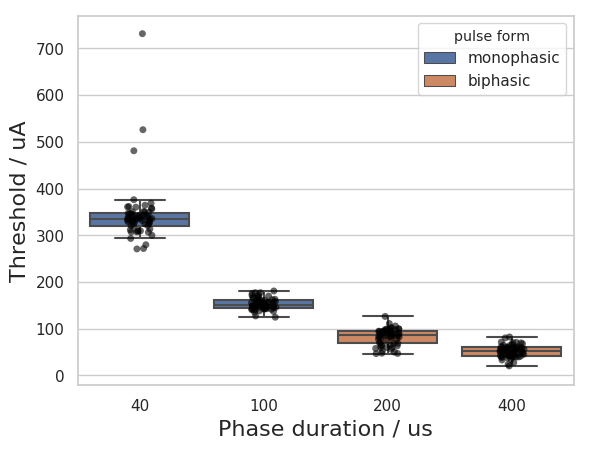 pulse form
monophasic
biphasic
700
600
500
400
300
200
100
0
40 100 200 400
Threshold / uA
Phase duration / us